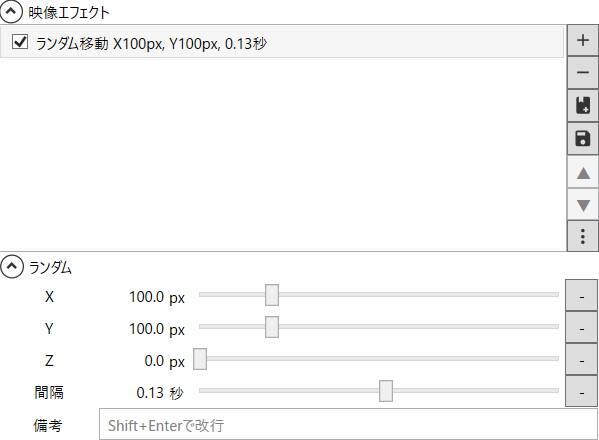 映像エフェクト
ランダム移動 X100px, Y100px, 0.13秒
ランダム
X 100.0 px -
Y 100.0 px -
Z 0.0 px -
間隔 0.13 秒 -
備考 Shift+Enterで改行